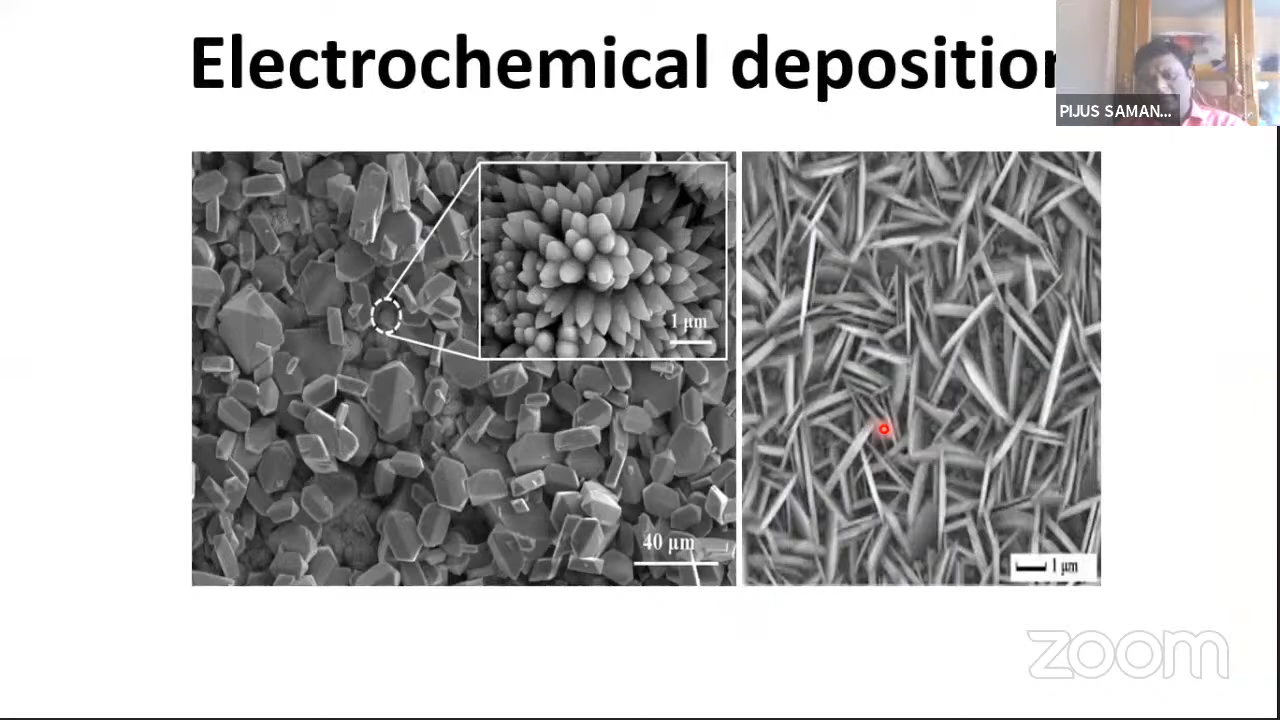 Electrochemical deposition
PIJUS SAMAN...
1 µm
40 µm
1 µm
zoom